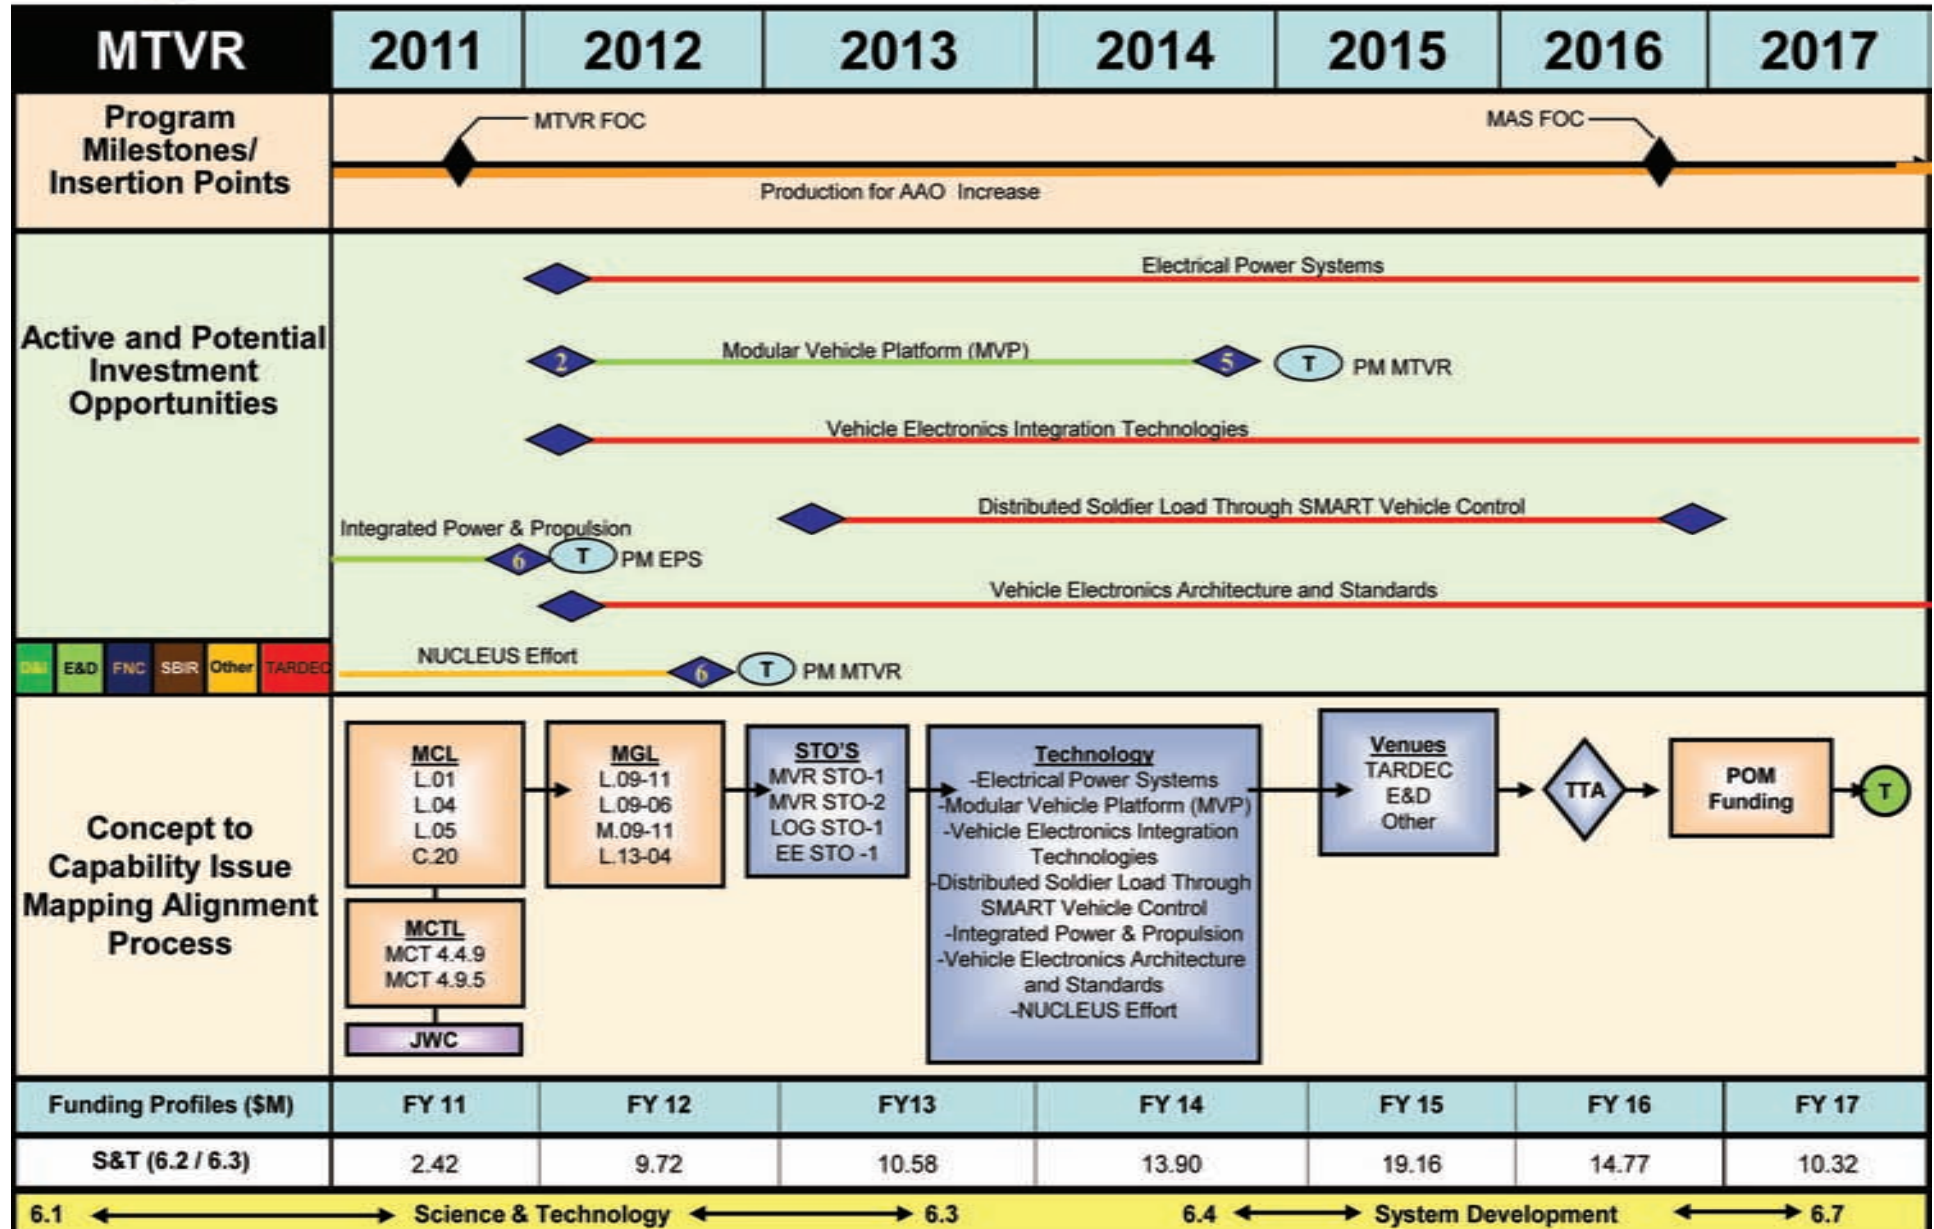 MTVR 2011 2012 2013 2014 2015 2016 2017
Program
Milestones/
Insertion Points
MTVR FOC
MAS FOC
Production for AAO Increase
Active and Potential
Investment
Opportunities
Electrical Power Systems
2 Modular Vehicle Platform (MVP) 5 T PM MTVR
Vehicle Electronics Integration Technologies
Distributed Soldier Load Through SMART Vehicle Control
Integrated Power & Propulsion
6 T PM EPS
Vehicle Electronics Architecture and Standards
NUCLEUS Effort
6 T PM MTVR
D&I E&D FNC SBIR Other TARDEC
Concept to
Capability Issue
Mapping Alignment
Process
MCL
L.01
L.04
L.05
C.20
MCTL
MCT 4.4.9
MCT 4.9.5
JWC
MGL
L.09-11
L.09-06
M.09-11
L.13-04
STO'S
MVR STO-1
MVR STO-2
LOG STO-1
EE STO -1
Technology
-Electrical Power Systems
-Modular Vehicle Platform (MVP)
-Vehicle Electronics Integration
Technologies
-Distributed Soldier Load Through
SMART Vehicle Control
-Integrated Power & Propulsion
-Vehicle Electronics Architecture
and Standards
-NUCLEUS Effort
Venues
TARDEC
E&D
Other
TTA
POM
Funding
T
Funding Profiles ($M) FY 11 FY 12 FY13 FY 14 FY 15 FY 16 FY 17
S&T (6.2 / 6.3) 2.42 9.72 10.58 13.90 19.16 14.77 10.32
6.1 Science & Technology 6.3 6.4 System Development 6.7